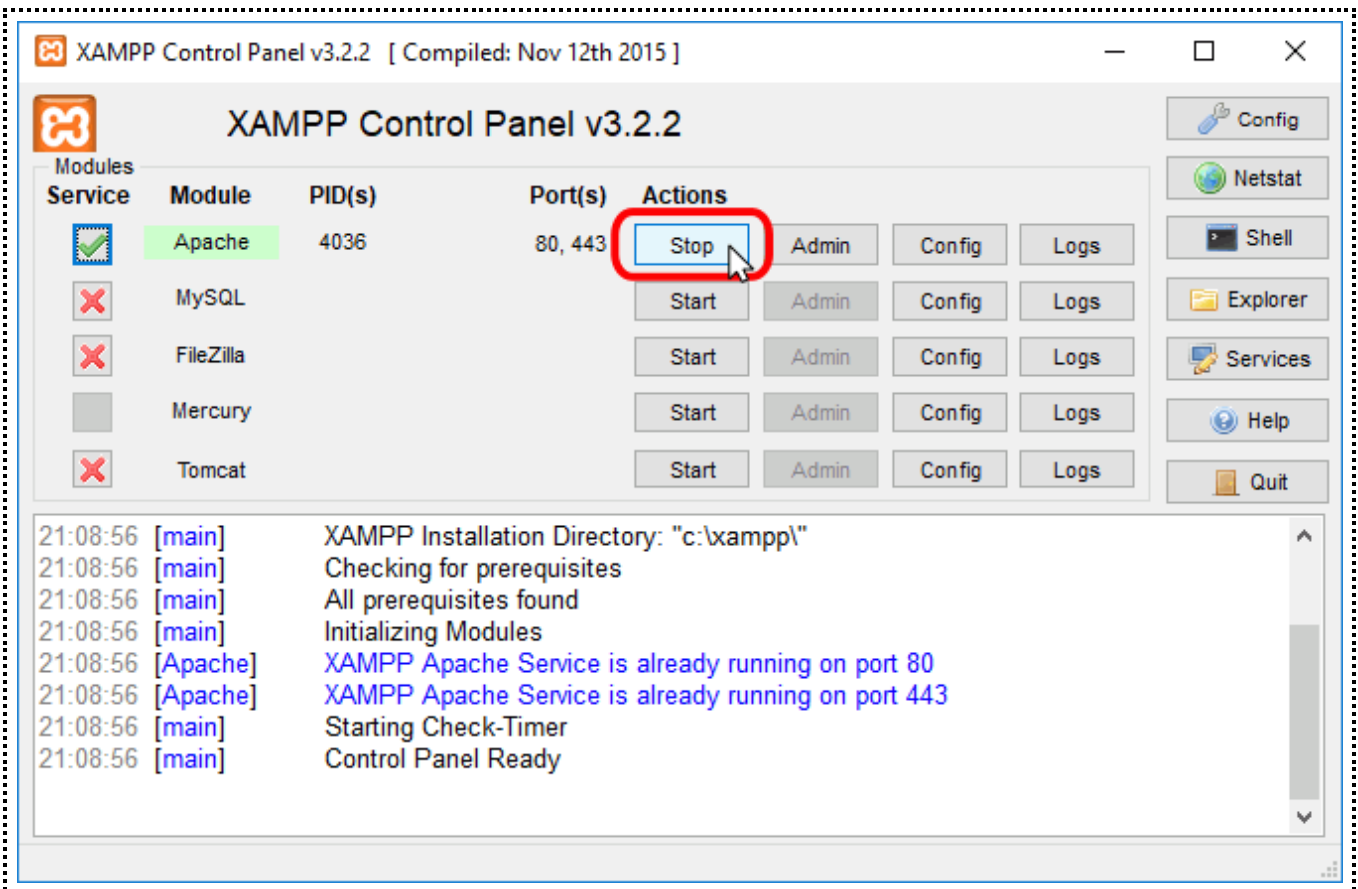 XAMPP Control Panel v3.2.2 [ Compiled: Nov 12th 2015 ]
XAMPP Control Panel v3.2.2
Config
Modules
Netstat
Service Module PID(s) Port(s) Actions
Apache 4036 80, 443 Stop Admin Config Logs
Shell
MySQL Start Admin Config Logs
Explorer
FileZilla Start Admin Config Logs
Services
Mercury Start Admin Config Logs
Help
Tomcat Start Admin Config Logs
Quit
21:08:56 [main] XAMPP Installation Directory: "c:\xampp\"
21:08:56 [main] Checking for prerequisites
21:08:56 [main] All prerequisites found
21:08:56 [main] Initializing Modules
21:08:56 [Apache] XAMPP Apache Service is already running on port 80
21:08:56 [Apache] XAMPP Apache Service is already running on port 443
21:08:56 [main] Starting Check-Timer
21:08:56 [main] Control Panel Ready